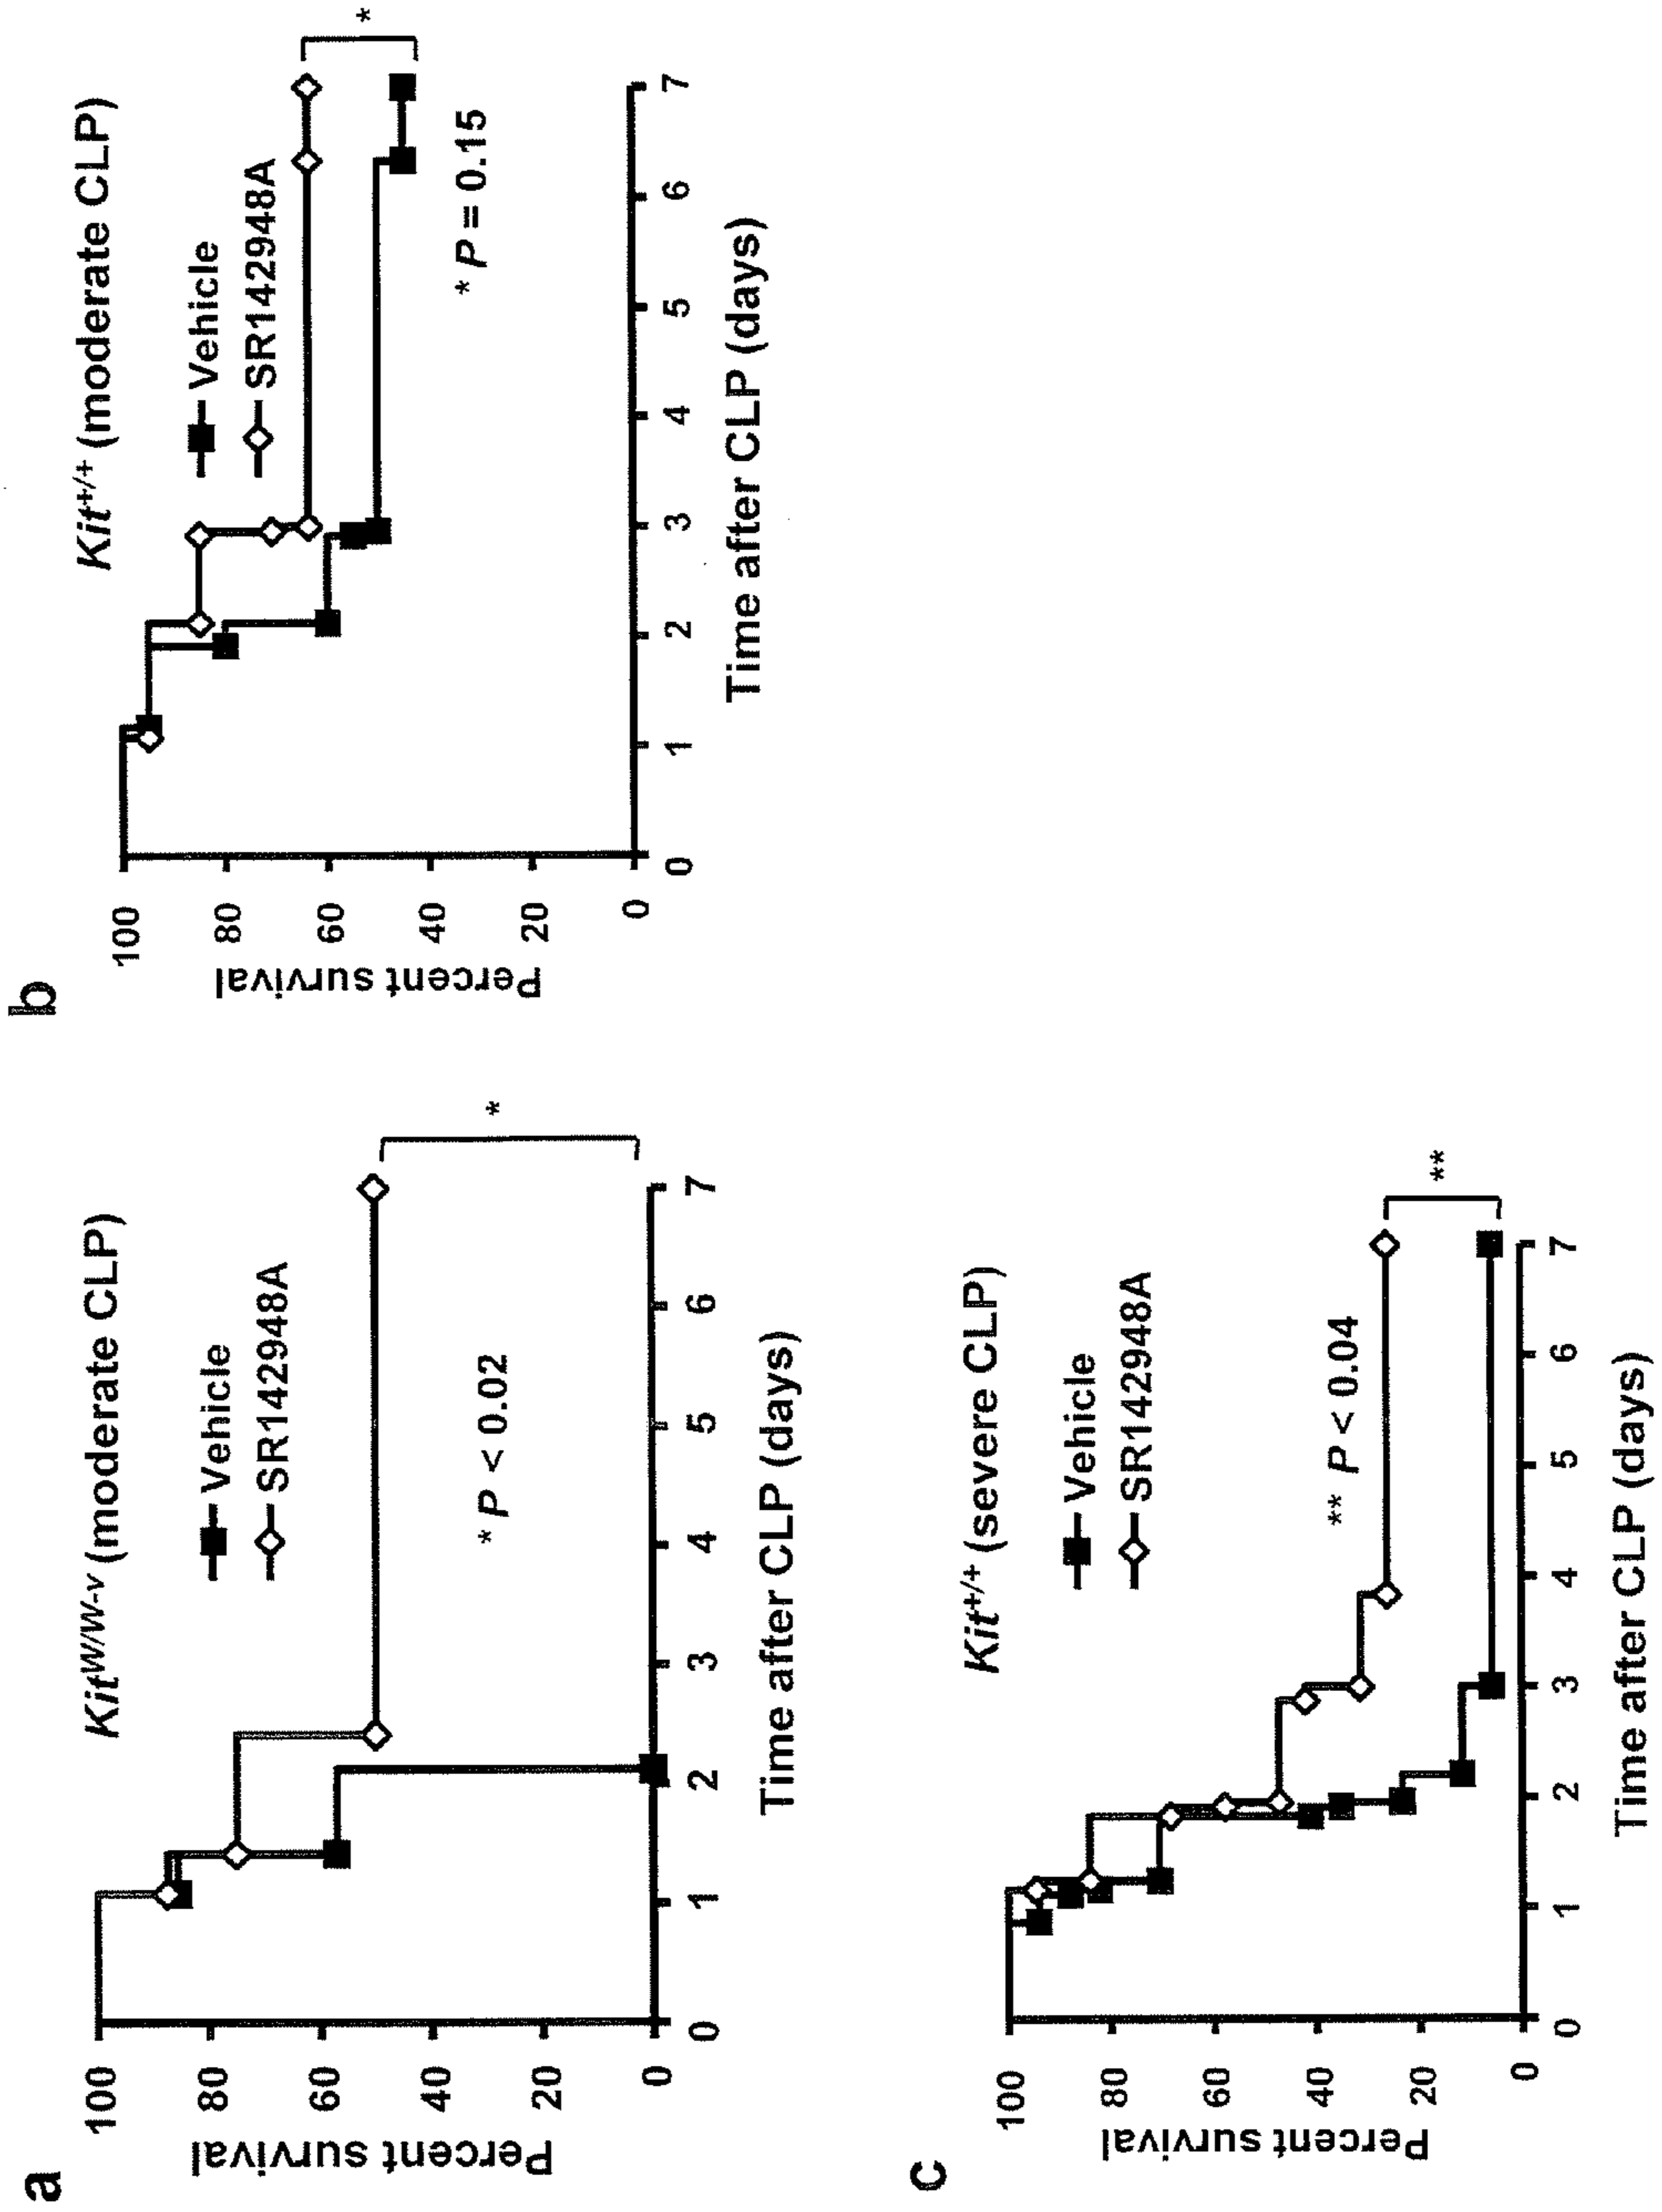 a
Kit^W/W-v (moderate CLP)
Vehicle
SR142948A
Percent survival
100
80
60
40
20
0
* P < 0.02
*
0 1 2 3 4 5 6 7
Time after CLP (days)
b
Kit^+/+ (moderate CLP)
Vehicle
SR142948A
Percent survival
100
80
60
40
20
0
* P = 0.15
*
0 1 2 3 4 5 6 7
Time after CLP (days)
c
Kit^+/+ (severe CLP)
Vehicle
SR142948A
Percent survival
100
80
60
40
20
0
** P < 0.04
**
0 1 2 3 4 5 6 7
Time after CLP (days)